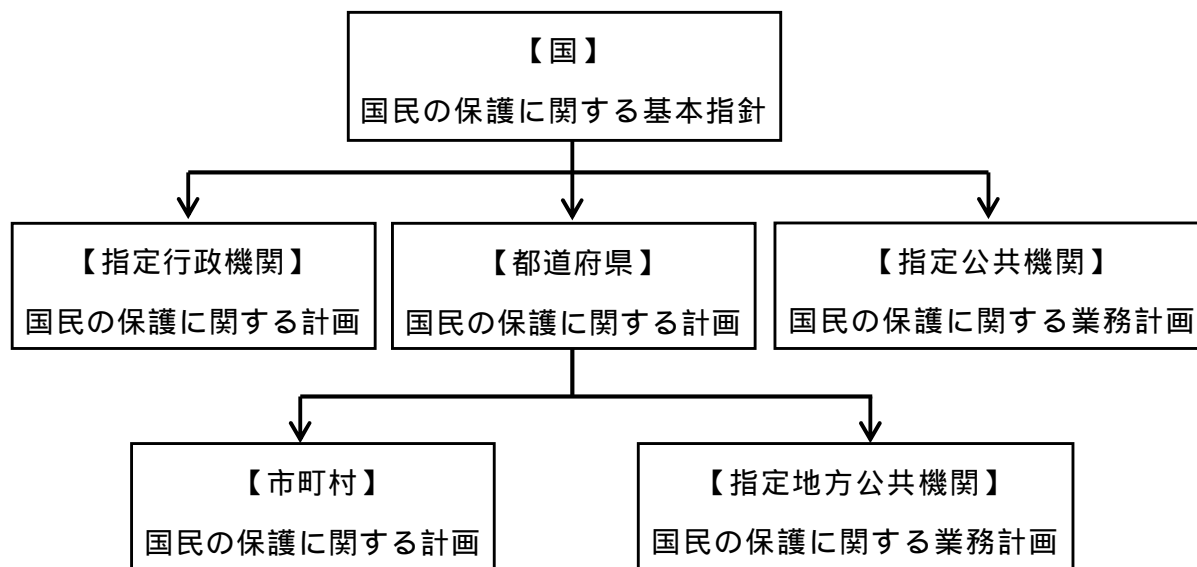 【国】
国民の保護に関する基本指針
【指定行政機関】
国民の保護に関する計画
【都道府県】
国民の保護に関する計画
【指定公共機関】
国民の保護に関する業務計画
【市町村】
国民の保護に関する計画
【指定地方公共機関】
国民の保護に関する業務計画